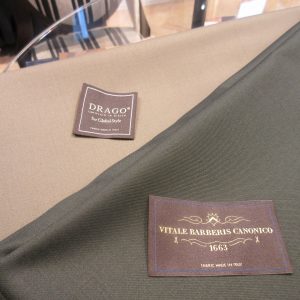 DRAGO®
for Global Style
FABRIC MADE IN ITALY
VITALE BARBERIS CANONICO
1663
FABRIC MADE IN ITALY